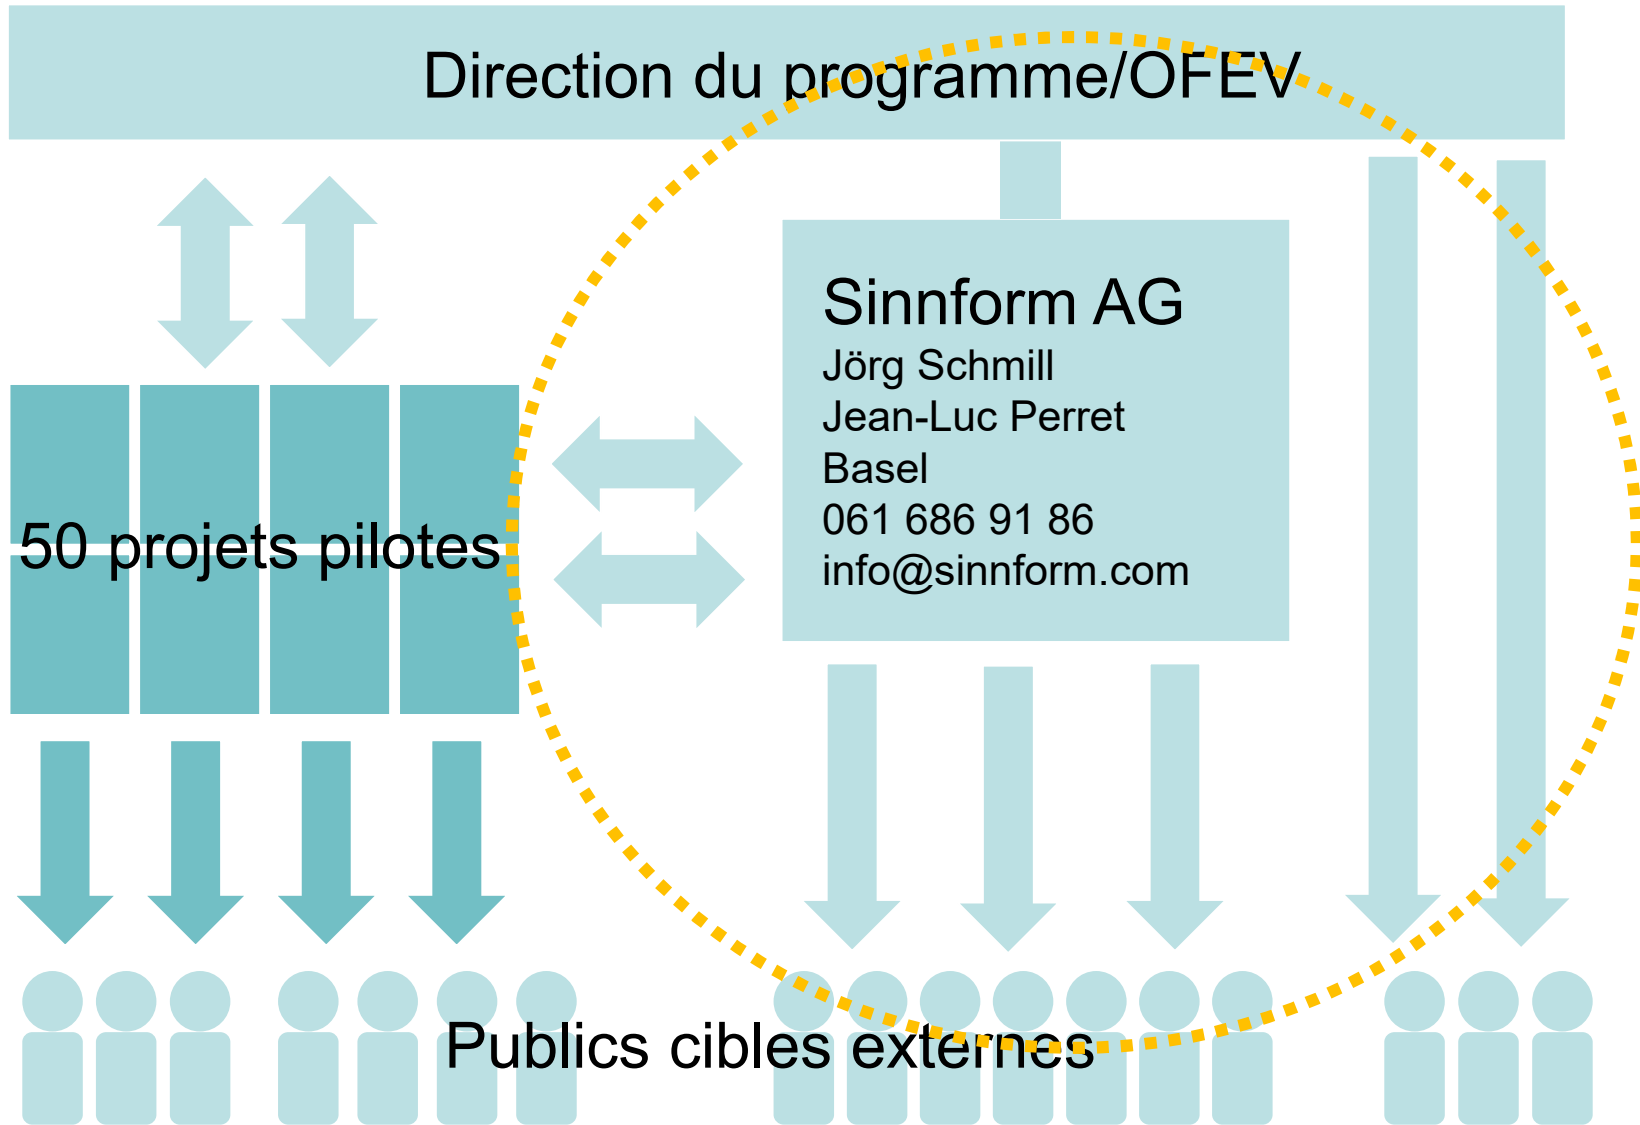 Direction du programme/OFEV
Sinnform AG
Jörg Schmill
Jean-Luc Perret
Basel
061 686 91 86
info@sinnform.com
50 projets pilotes
Publics cibles externes